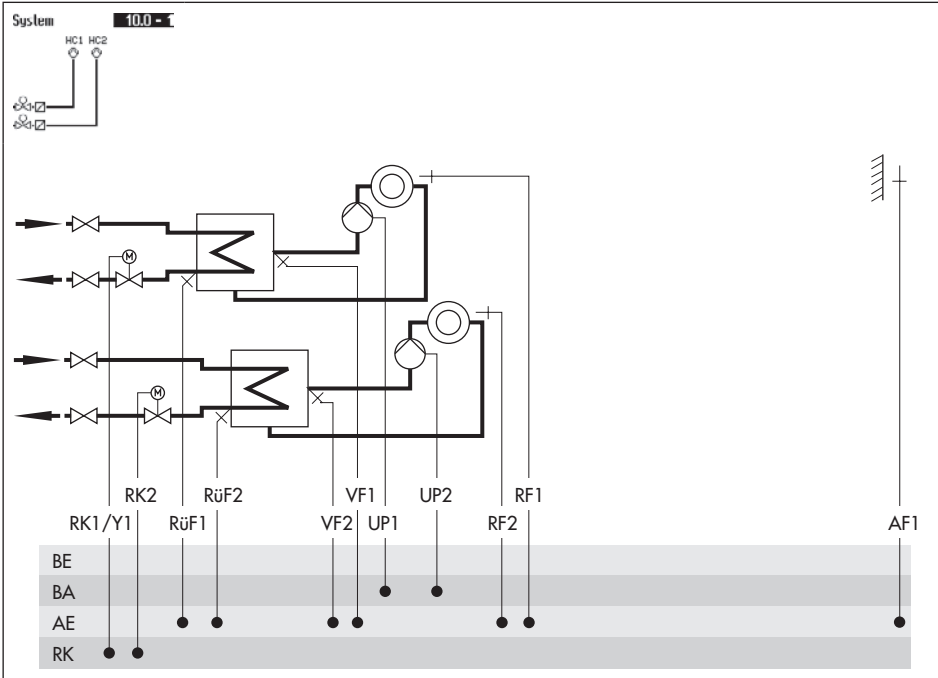 System 10.0 - 1
HC1 HC2
M
M
RK2 RüF2 VF1 UP2 RF1
RK1/Y1 RüF1 VF2 UP1 RF2 AF1
BE
BA
AE
RK